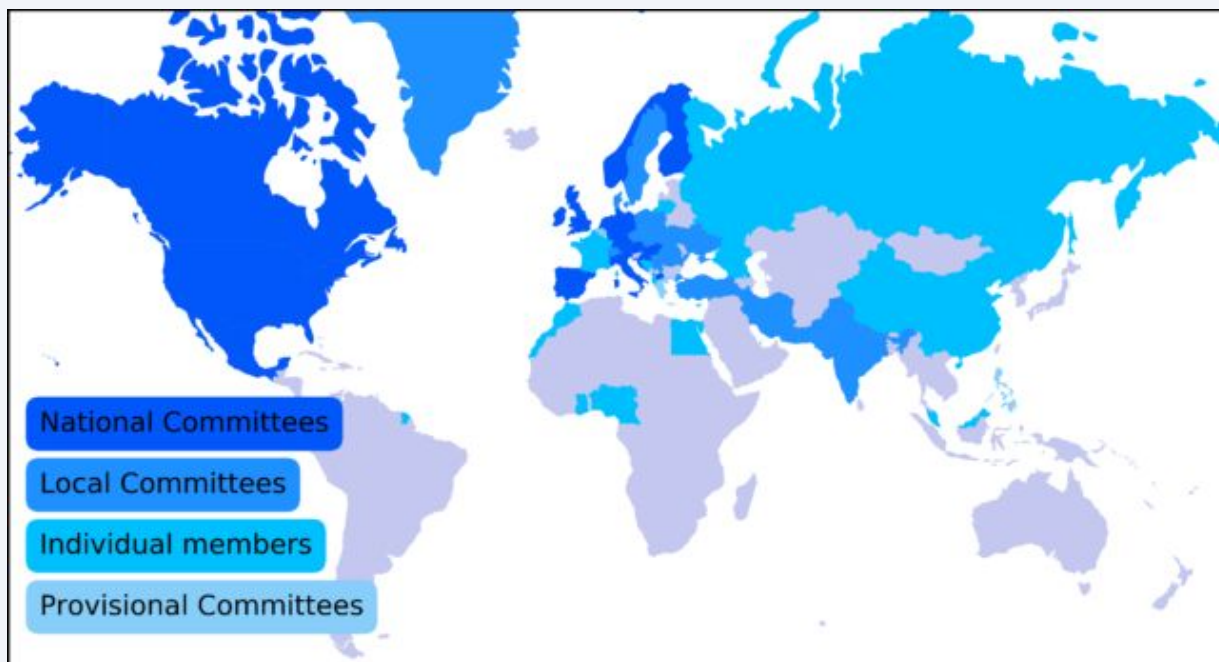 National Committees
Local Committees
Individual members
Provisional Committees